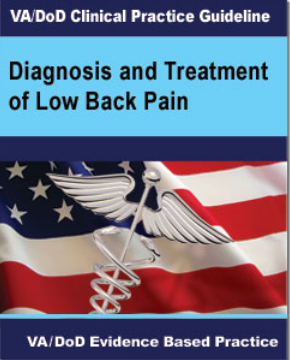 VA/DoD Clinical Practice Guideline
Diagnosis and Treatment
of Low Back Pain
VA/DoD Evidence Based Practice